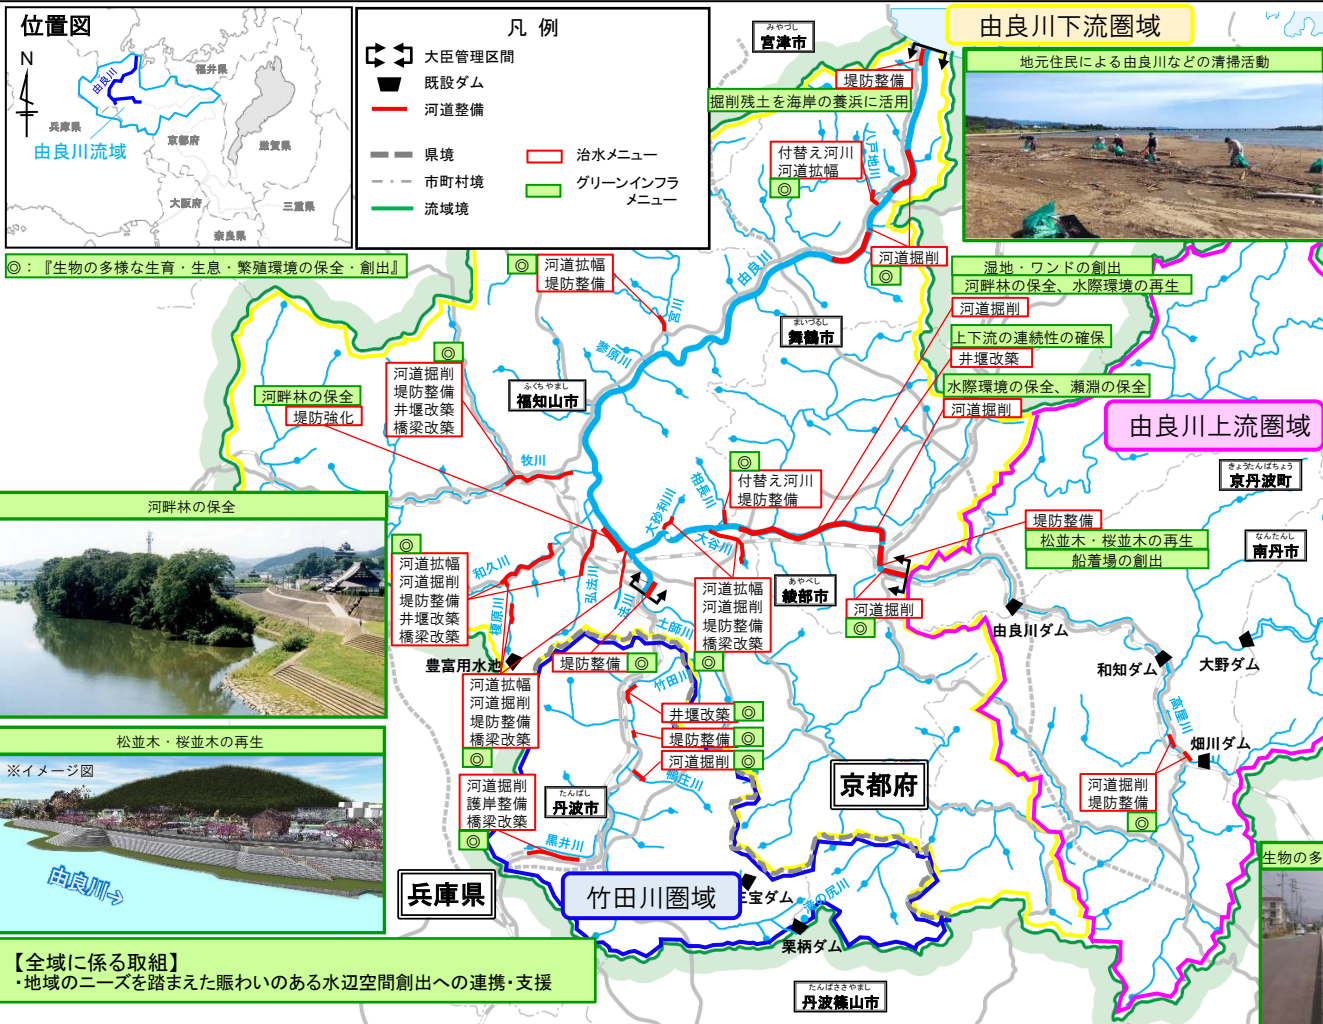 位置図
N
福井県
由良川
兵庫県
京都府
滋賀県
由良川流域
大阪府
三重県
奈良県
凡 例
大臣管理区間
既設ダム
河道整備
県境
市町村境
流域境
治水メニュー
グリーンインフラ
メニュー
◎:『生物の多様な生育・生息・繁殖環境の保全・創出』
みやづし
宮津市
由良川下流圏域
地元住民による由良川などの清掃活動
堤防整備
掘削残土を海岸の養浜に活用
八戸地川
付替え河川
河道拡幅
◎
河道掘削
◎
由良川
◎
河道拡幅
堤防整備
宮川
蓼原川
まいづるし
舞鶴市
湿地・ワンドの創出
河畔林の保全、水際環境の再生
河道掘削
上下流の連続性の確保
井堰改築
水際環境の保全、瀬淵の保全
河道掘削
由良川上流圏域
◎
河道掘削
堤防整備
井堰改築
橋梁改築
ふくちやまし
福知山市
河畔林の保全
堤防強化
牧川
きょうたんばちょう
京丹波町
なんたんし
南丹市
◎
付替え河川
堤防整備
相長川
大砂利川
大谷川
堤防整備
松並木・桜並木の再生
船着場の創出
河畔林の保全
◎
河道拡幅
河道掘削
堤防整備
井堰改築
橋梁改築
和久川
榎原川
弘法川
法川
土師川
河道拡幅
河道掘削
堤防整備
橋梁改築
◎
あやべし
綾部市
河道掘削
◎
由良川ダム
和知ダム
大野ダム
高屋川
畑川ダム
豊富用水池
堤防整備
◎
竹田川
河道拡幅
河道掘削
堤防整備
橋梁改築
◎
井堰改築
◎
堤防整備
◎
河道掘削
◎
鴨庄川
河道掘削
護岸整備
橋梁改築
◎
たんばし
丹波市
黒井川
京都府
河道掘削
堤防整備
◎
松並木・桜並木の再生
※イメージ図
由良川→
兵庫県
竹田川圏域
三宝ダム
滝の尻川
栗柄ダム
生物の多
【全域に係る取組】
・地域のニーズを踏まえた賑わいのある水辺空間創出への連携・支援
たんばささやまし
丹波篠山市